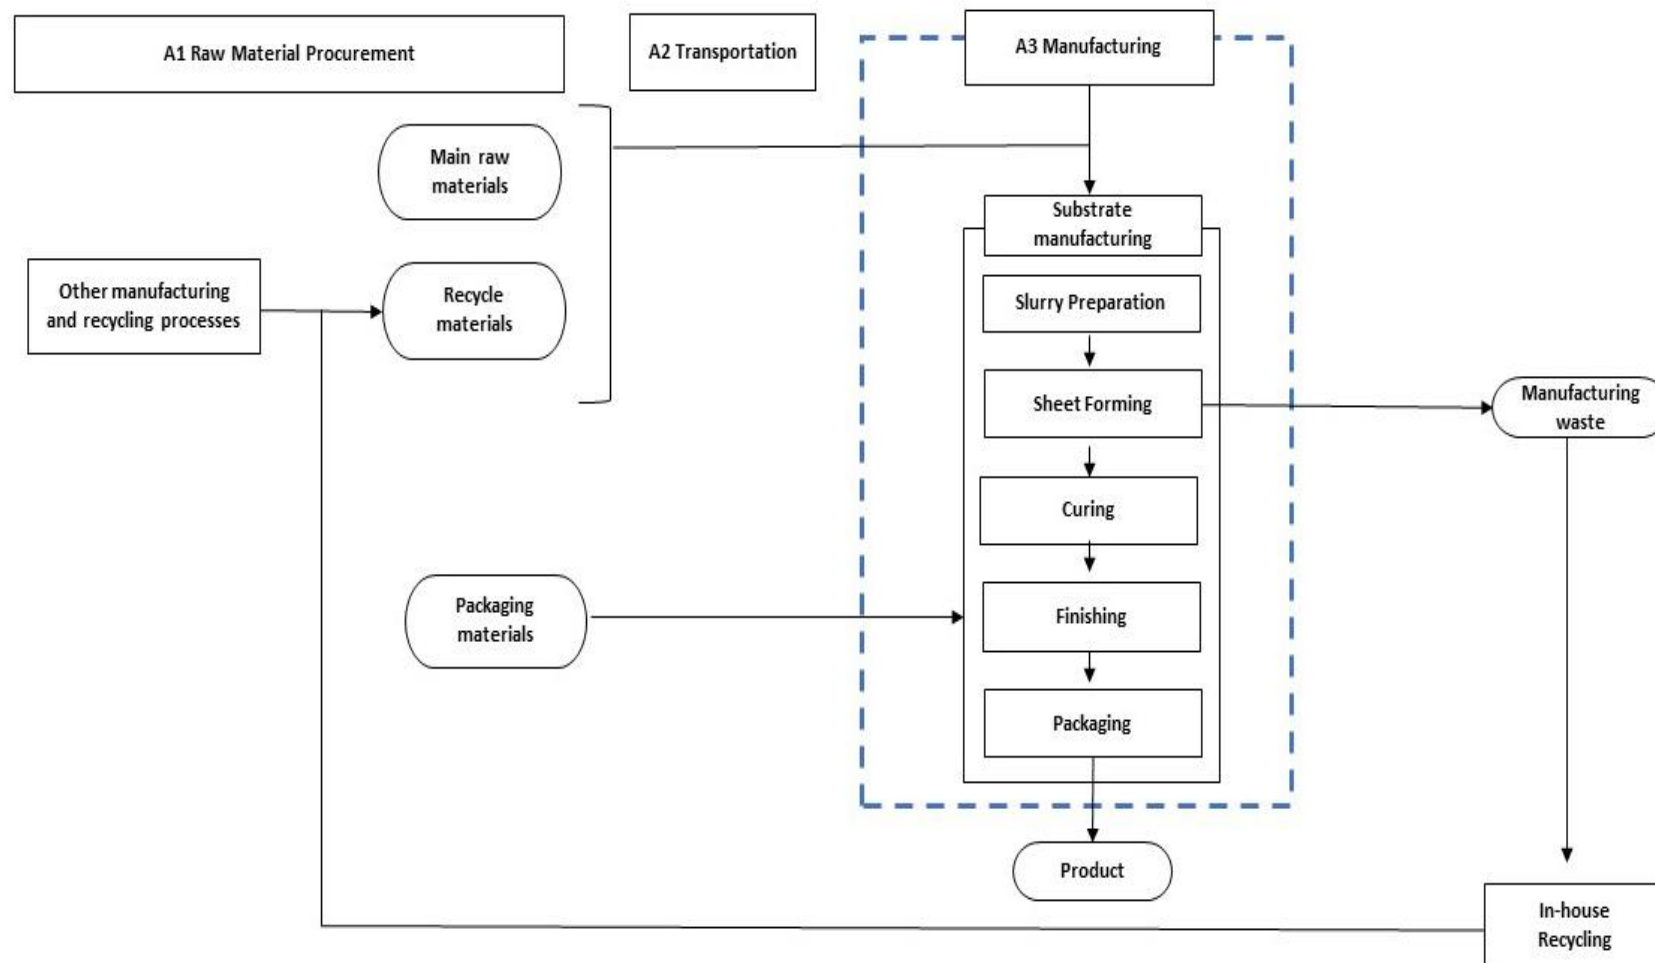 A1 Raw Material Procurement
A2 Transportation
A3 Manufacturing
Main raw
materials
Substrate
manufacturing
Other manufacturing
and recycling processes
Recycle
materials
Slurry Preparation
Sheet Forming
Manufacturing
waste
Curing
Packaging
materials
Finishing
Packaging
Product
In-house
Recycling